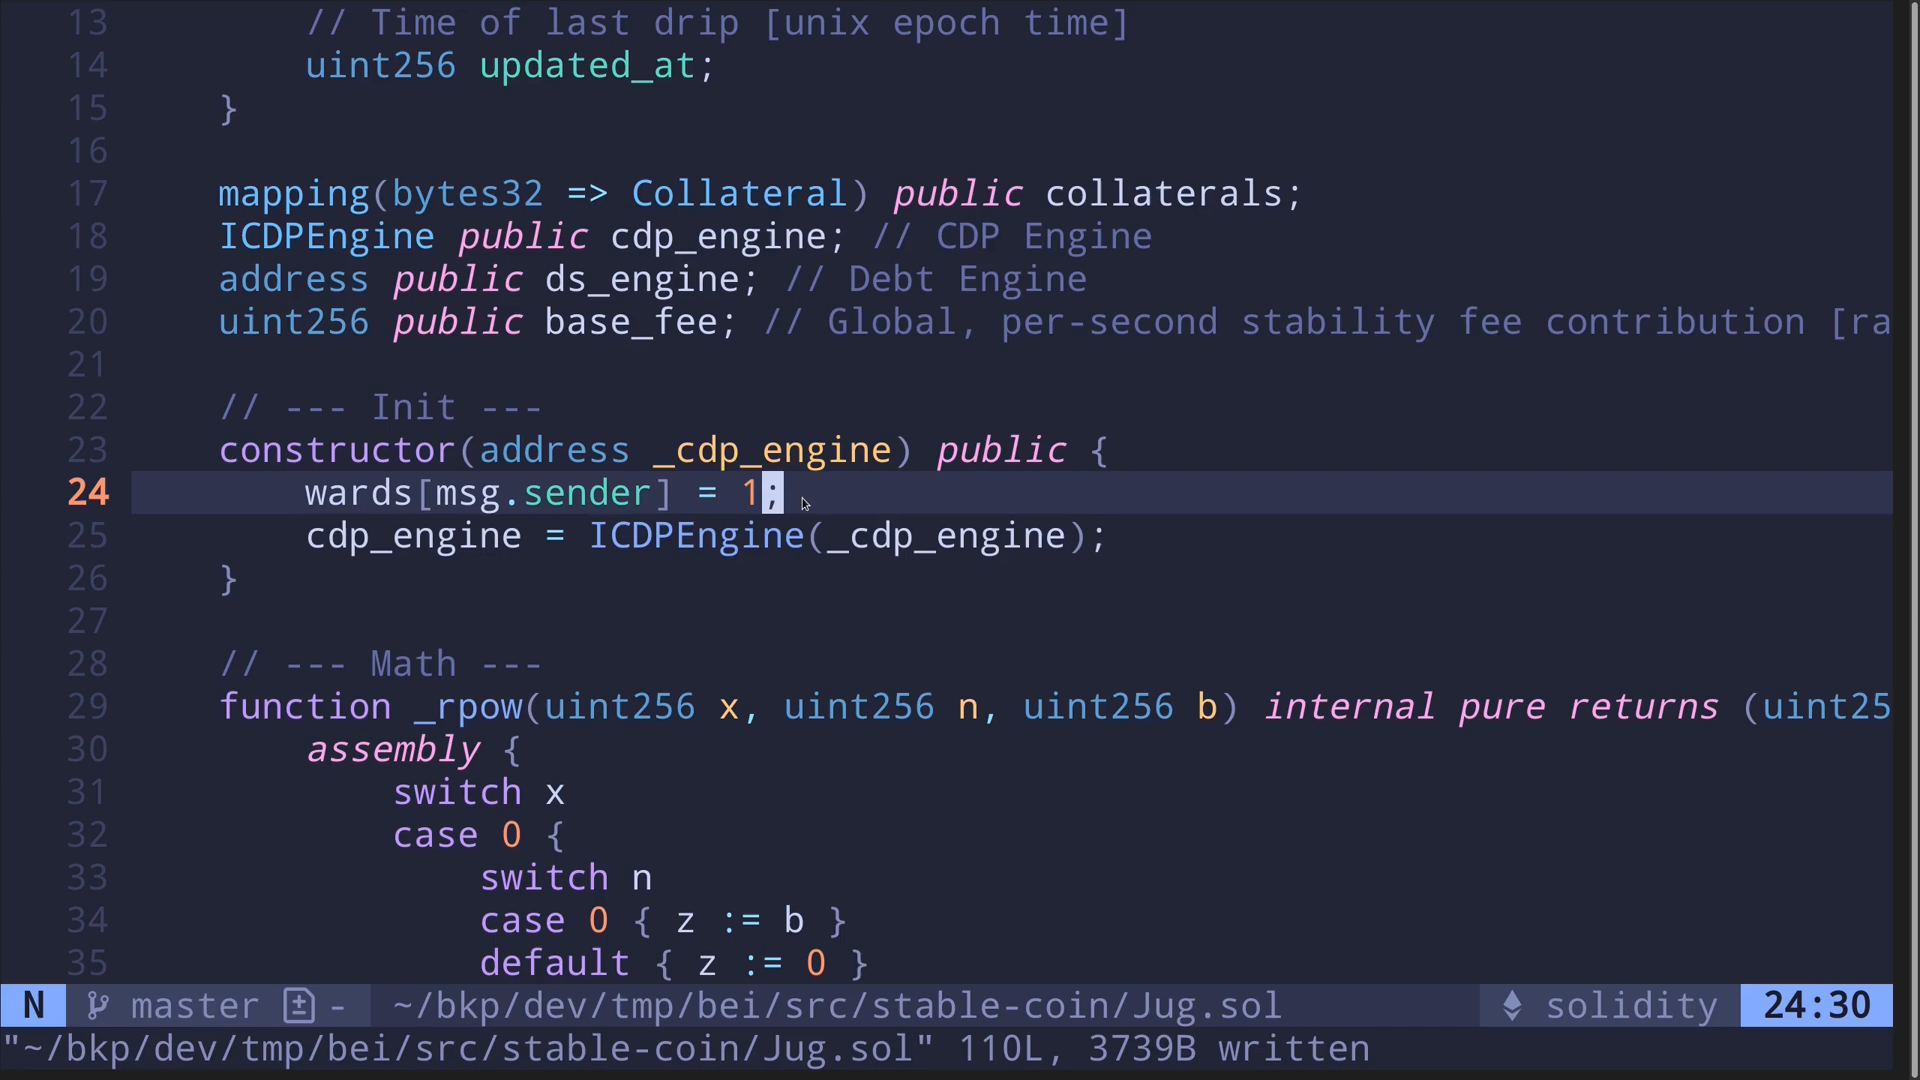 13 // Time of last drip [unix epoch time]
14 uint256 updated_at;
15 }
16
17 mapping(bytes32 => Collateral) public collaterals;
18 ICDPEngine public cdp_engine; // CDP Engine
19 address public ds_engine; // Debt Engine
20 uint256 public base_fee; // Global, per-second stability fee contribution [ra
21
22 // --- Init ---
23 constructor(address _cdp_engine) public {
24 wards[msg.sender] = 1;
25 cdp_engine = ICDPEngine(_cdp_engine);
26 }
27
28 // --- Math ---
29 function _rpow(uint256 x, uint256 n, uint256 b) internal pure returns (uint25
30 assembly {
31 switch x
32 case 0 {
33 switch n
34 case 0 { z := b }
35 default { z := 0 }
N master - ~/bkp/dev/tmp/bei/src/stable-coin/Jug.sol solidity 24:30
"~/bkp/dev/tmp/bei/src/stable-coin/Jug.sol" 110L, 3739B written